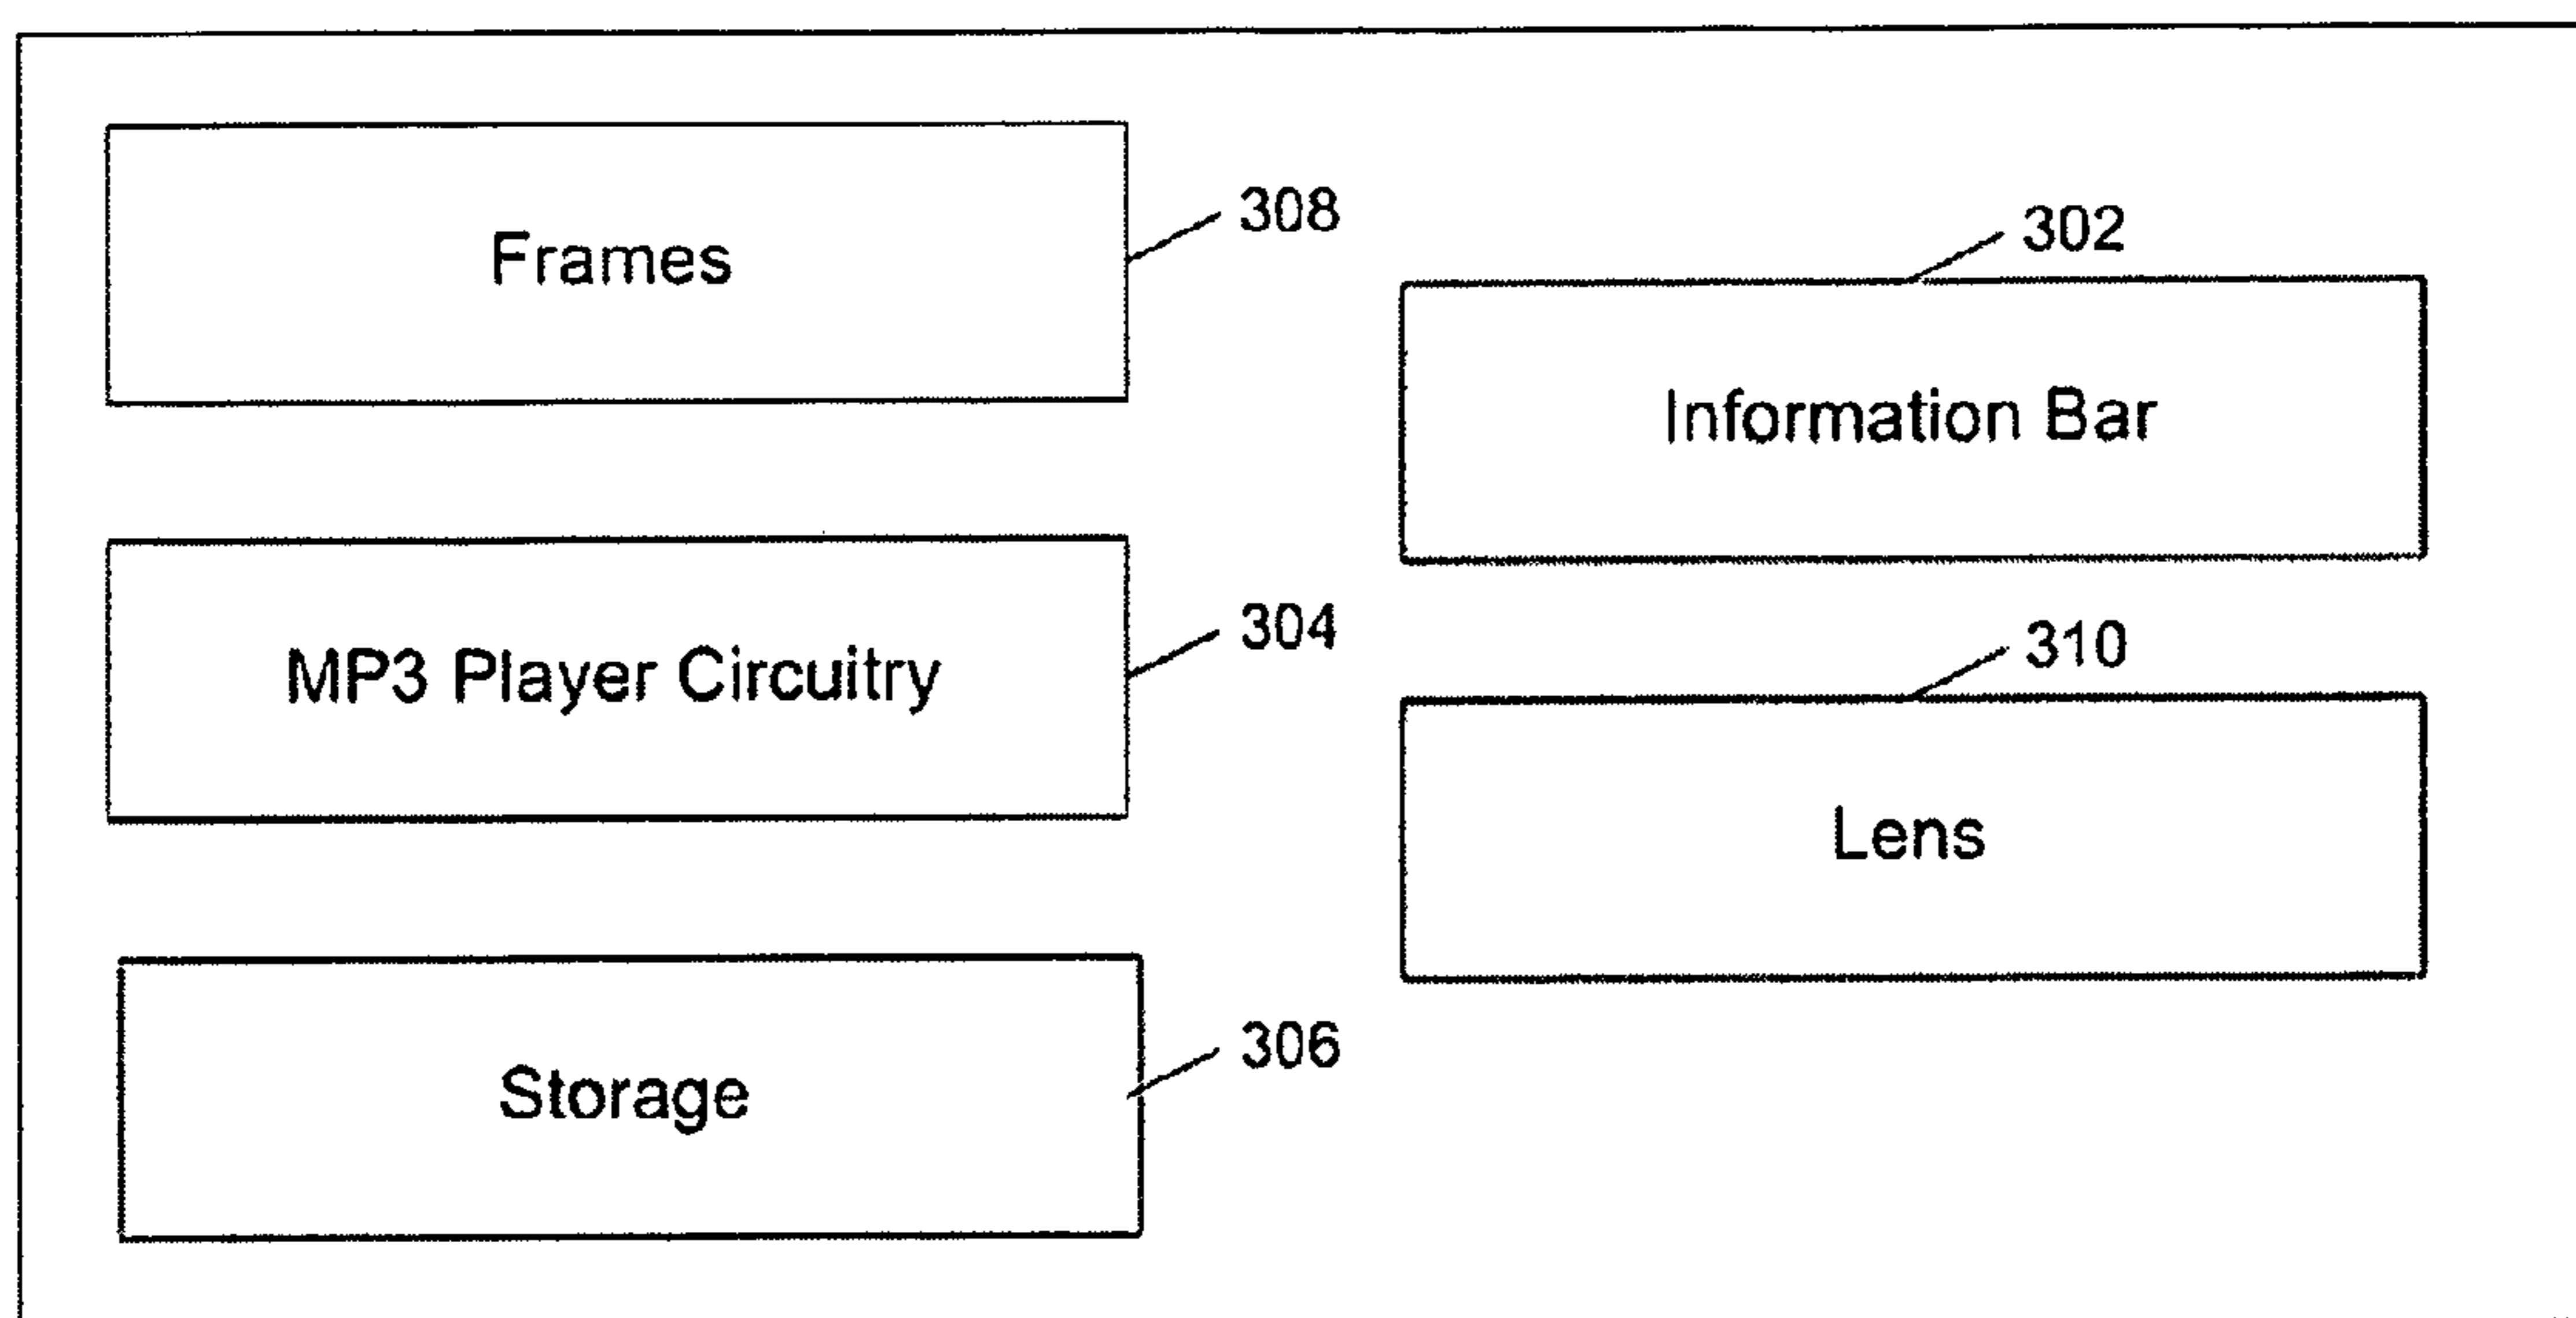 Frames
308
302
Information Bar
MP3 Player Circuitry
304
310
Lens
Storage
306